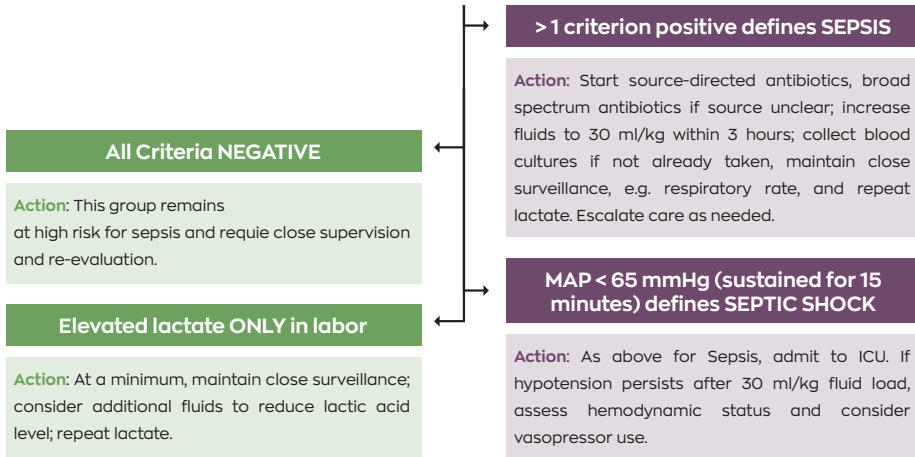 > 1 criterion positive defines SEPSIS
Action: Start source-directed antibiotics, broad
spectrum antibiotics if source unclear; increase
fluids to 30 ml/kg within 3 hours; collect blood
cultures if not already taken, maintain close
surveillance, e.g. respiratory rate, and repeat
lactate. Escalate care as needed.
All Criteria NEGATIVE
Action: This group remains
at high risk for sepsis and requie close supervision
and re-evaluation.
MAP < 65 mmHg (sustained for 15
minutes) defines SEPTIC SHOCK
Action: As above for Sepsis, admit to ICU. If
hypotension persists after 30 ml/kg fluid load,
assess hemodynamic status and consider
vasopressor use.
Elevated lactate ONLY in labor
Action: At a minimum, maintain close surveillance;
consider additional fluids to reduce lactic acid
level; repeat lactate.